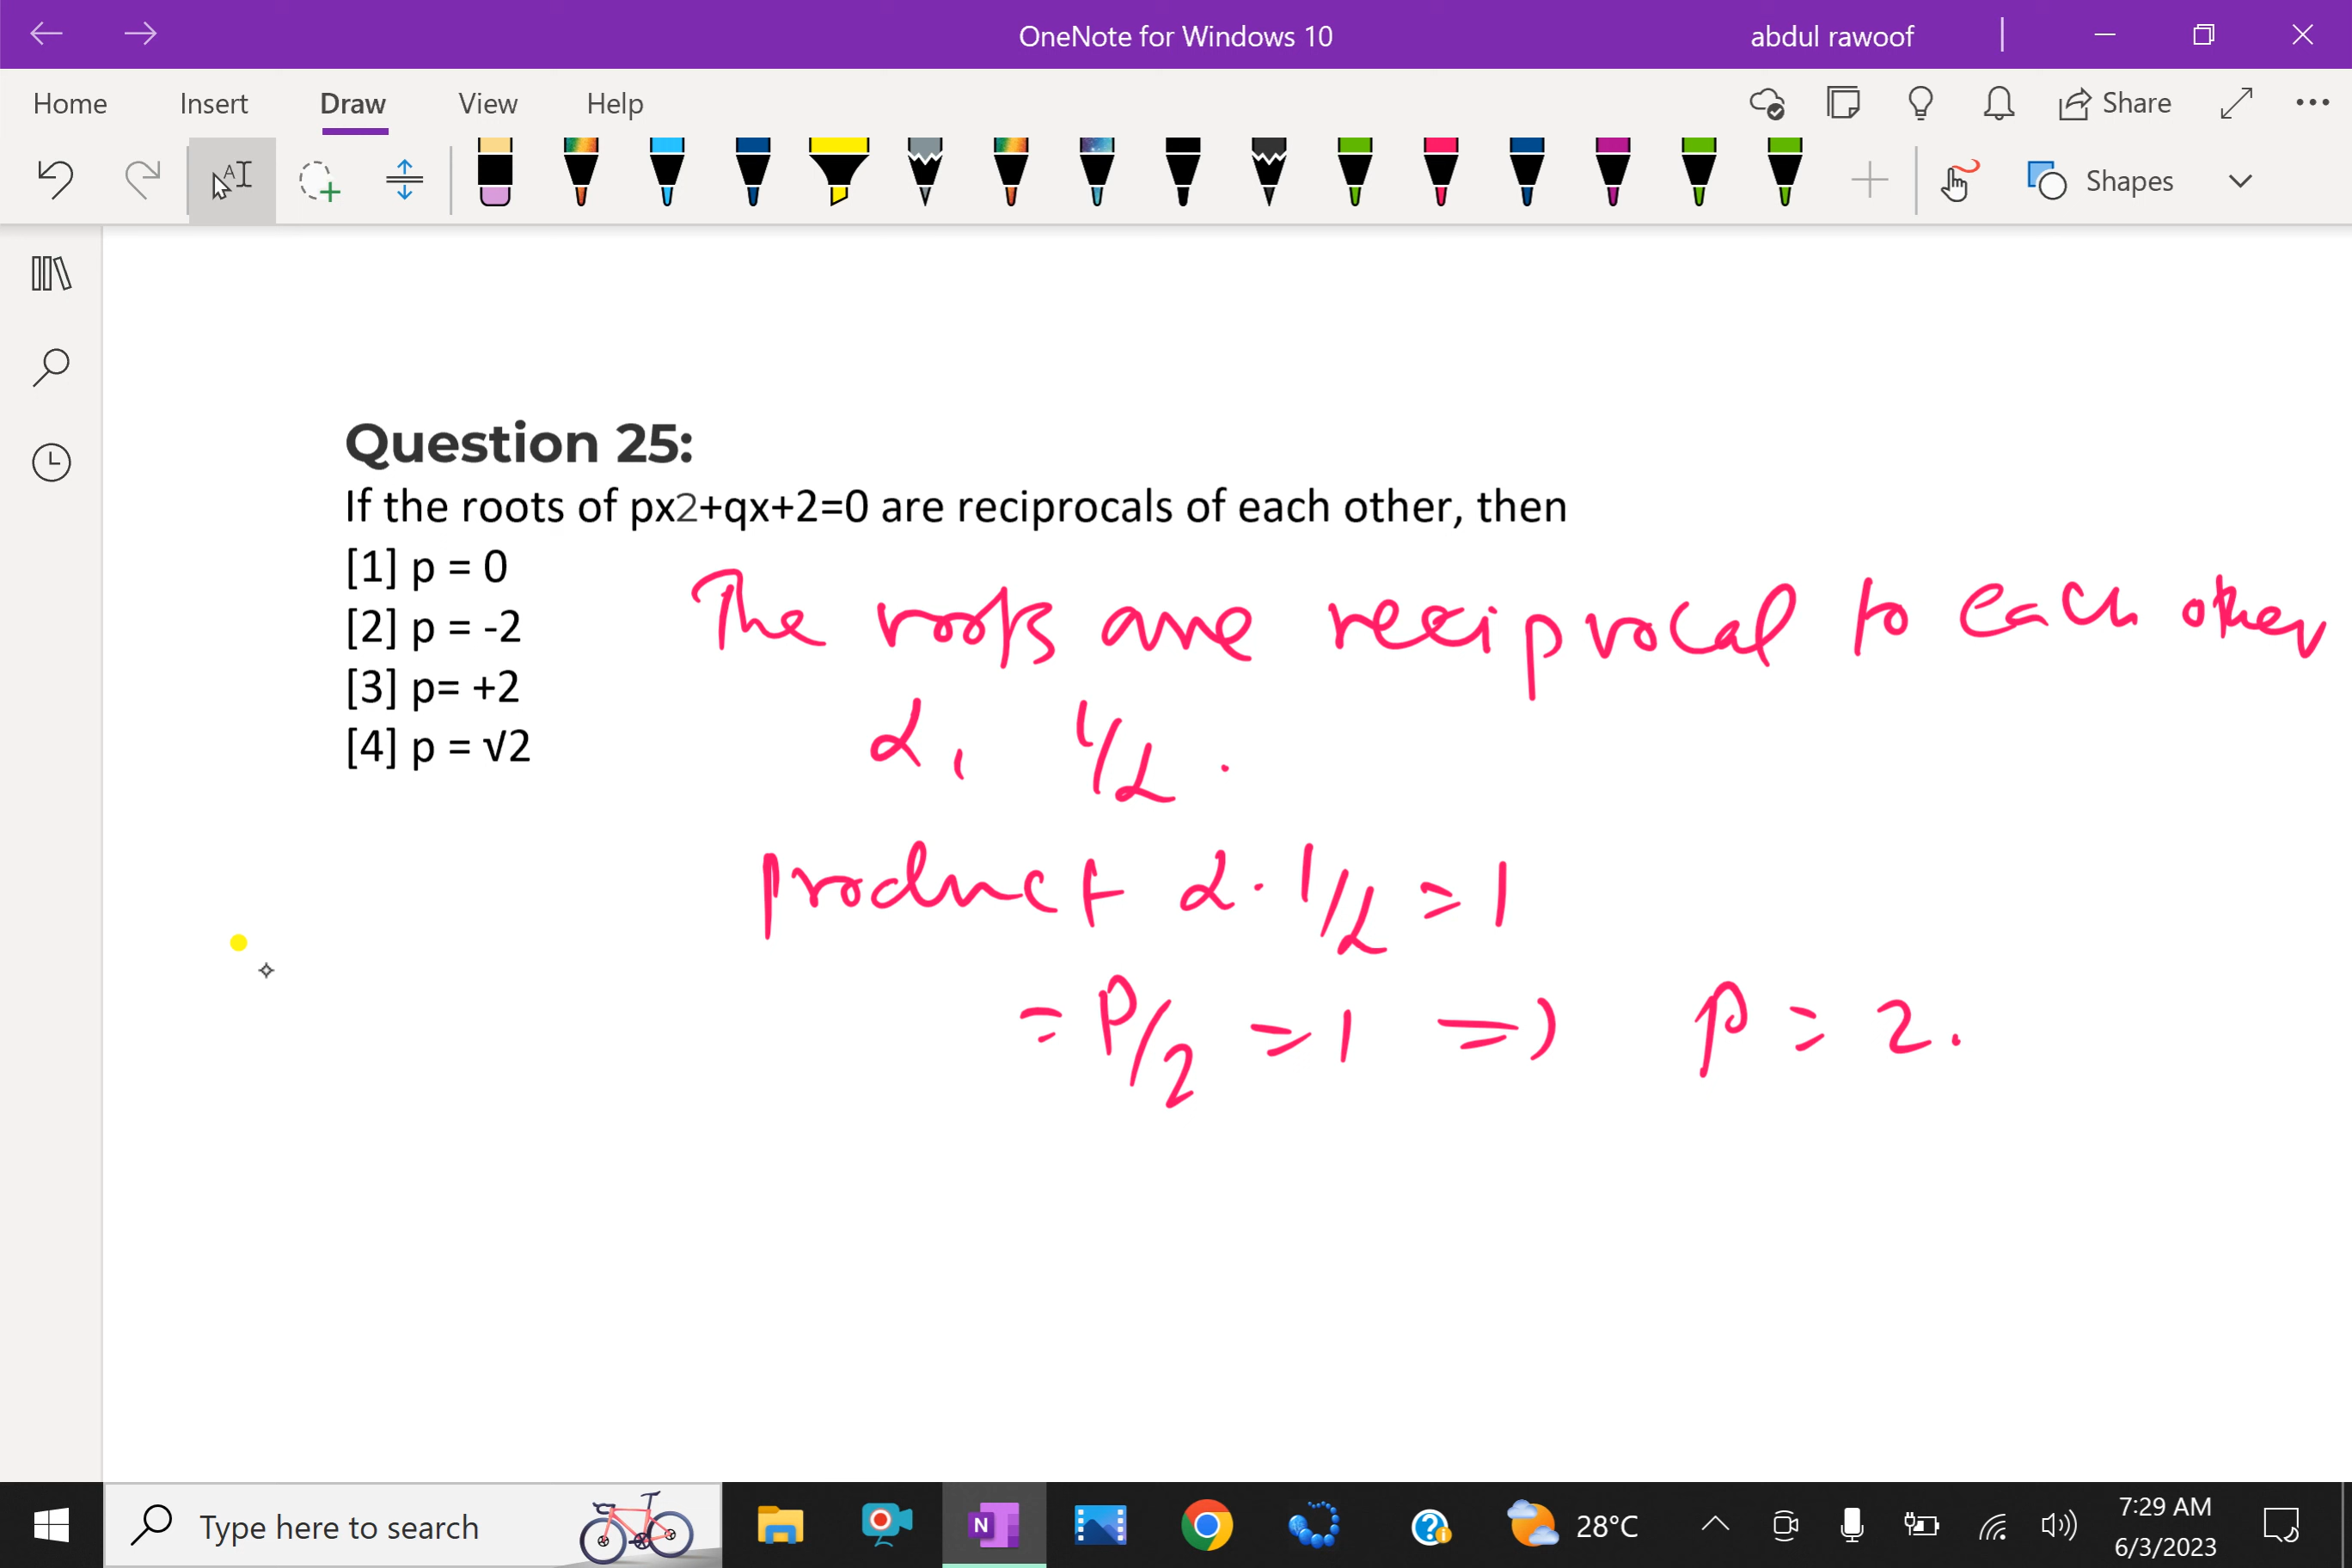 OneNote for Windows 10
abdul rawoof
Home Insert Draw View Help
Share
Shapes
Question 25:
If the roots of px2+qx+2=0 are reciprocals of each other, then
[1] p = 0
[2] p = -2
[3] p= +2
[4] p = √2
The roots are reciprocal to each other
α, 1/α .
product α · 1/α = 1
= P/2 = 1 => p = 2.
Type here to search
28°C
7:29 AM
6/3/2023